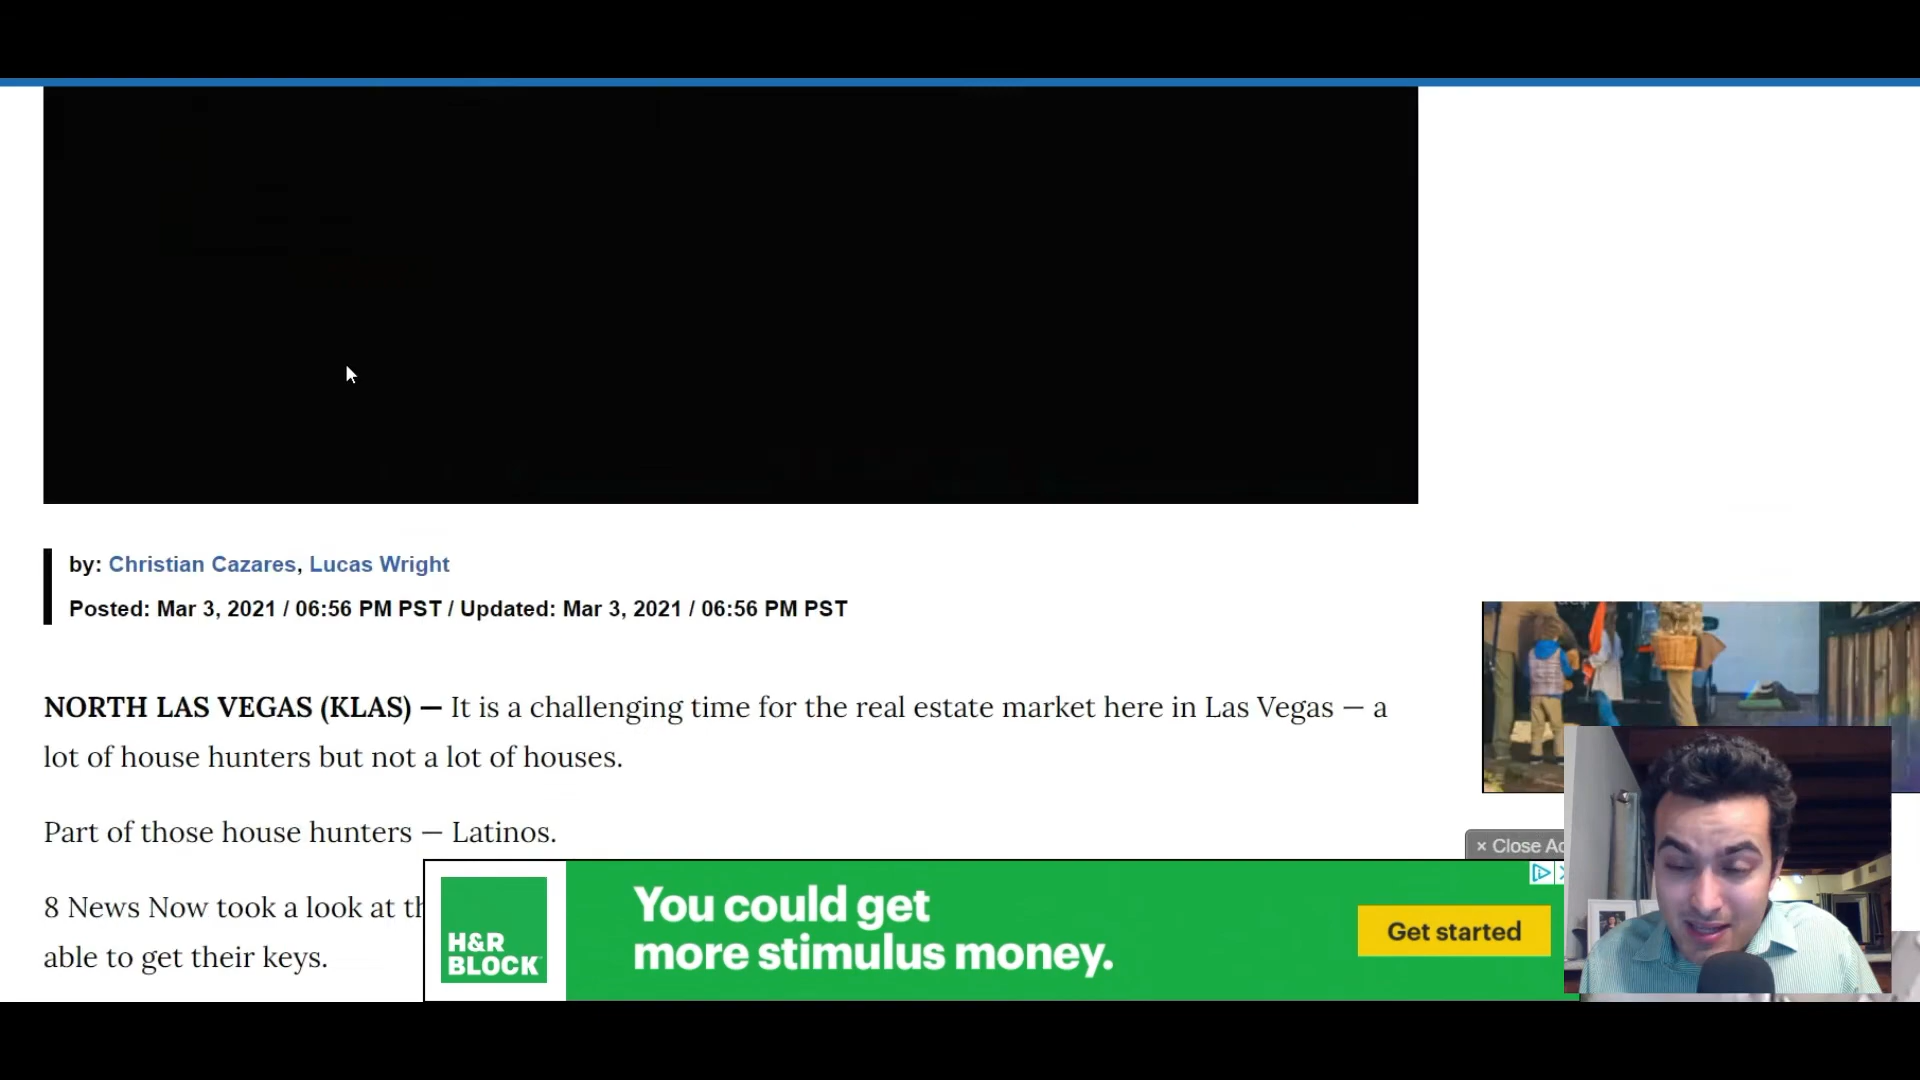 by: Christian Cazares, Lucas Wright
Posted: Mar 3, 2021 / 06:56 PM PST / Updated: Mar 3, 2021 / 06:56 PM PST
NORTH LAS VEGAS (KLAS) — It is a challenging time for the real estate market here in Las Vegas — a
lot of house hunters but not a lot of houses.
Part of those house hunters — Latinos.
8 News Now took a look at
able to get their keys.
× Close
H&R
BLOCK
You could get
more stimulus money.
Get started